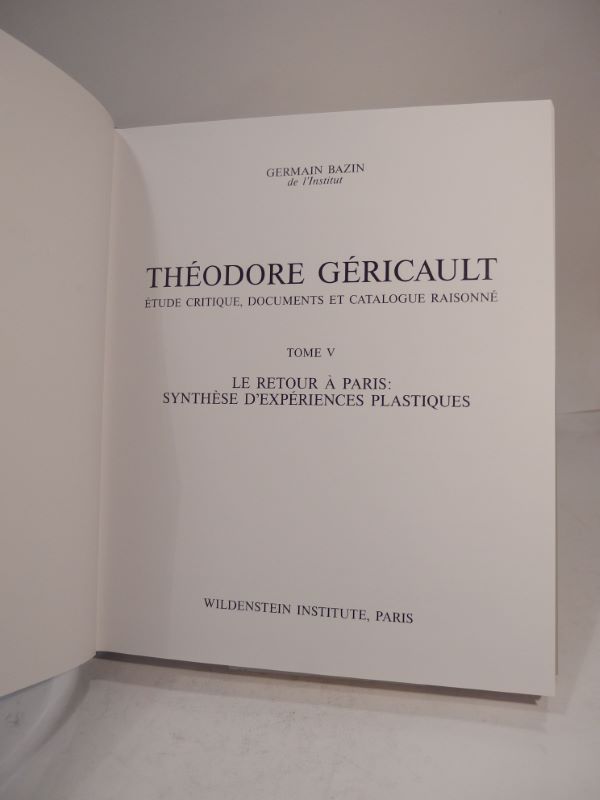 GERMAIN BAZIN
de l'Institut
THÉODORE GÉRICAULT
ÉTUDE CRITIQUE, DOCUMENTS ET CATALOGUE RAISONNÉ
TOME V
LE RETOUR À PARIS:
SYNTHÈSE D'EXPÉRIENCES PLASTIQUES
WILDENSTEIN INSTITUTE, PARIS